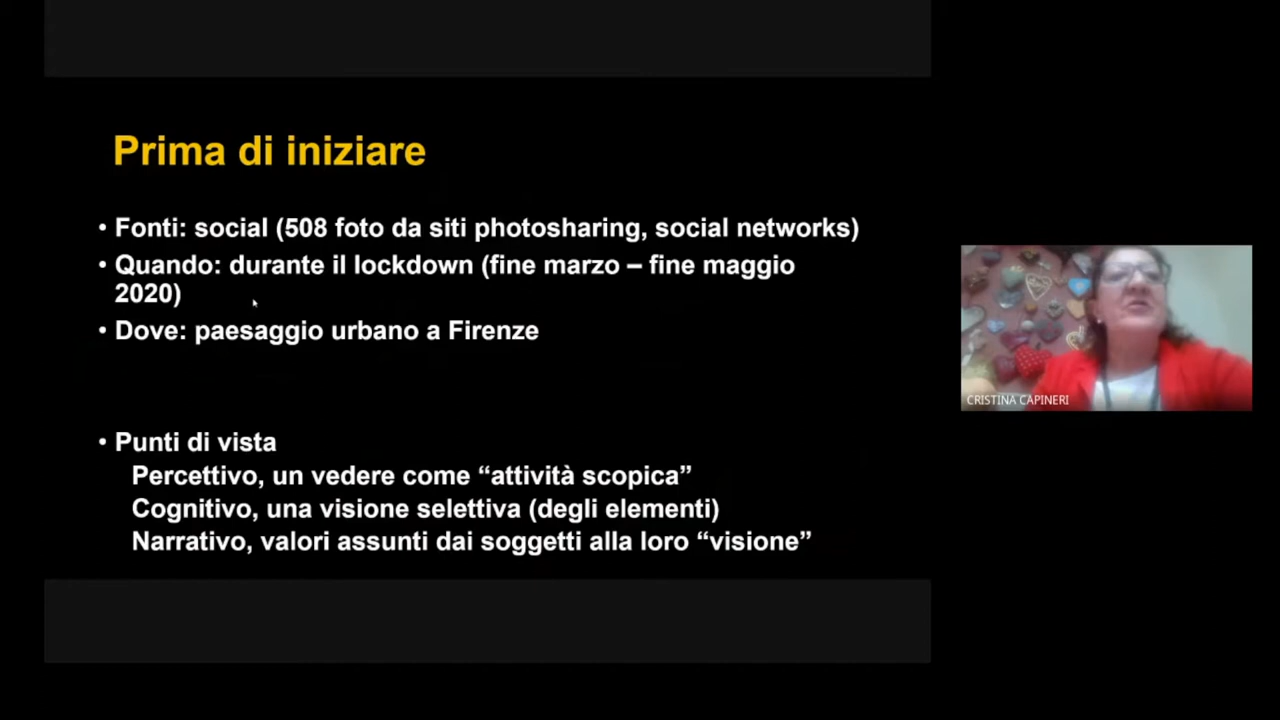 Prima di iniziare
• Fonti: social (508 foto da siti photosharing, social networks)
• Quando: durante il lockdown (fine marzo – fine maggio
2020)
• Dove: paesaggio urbano a Firenze
• Punti di vista
Percettivo, un vedere come “attività scopica”
Cognitivo, una visione selettiva (degli elementi)
Narrativo, valori assunti dai soggetti alla loro “visione”
CRISTINA CAPINERI